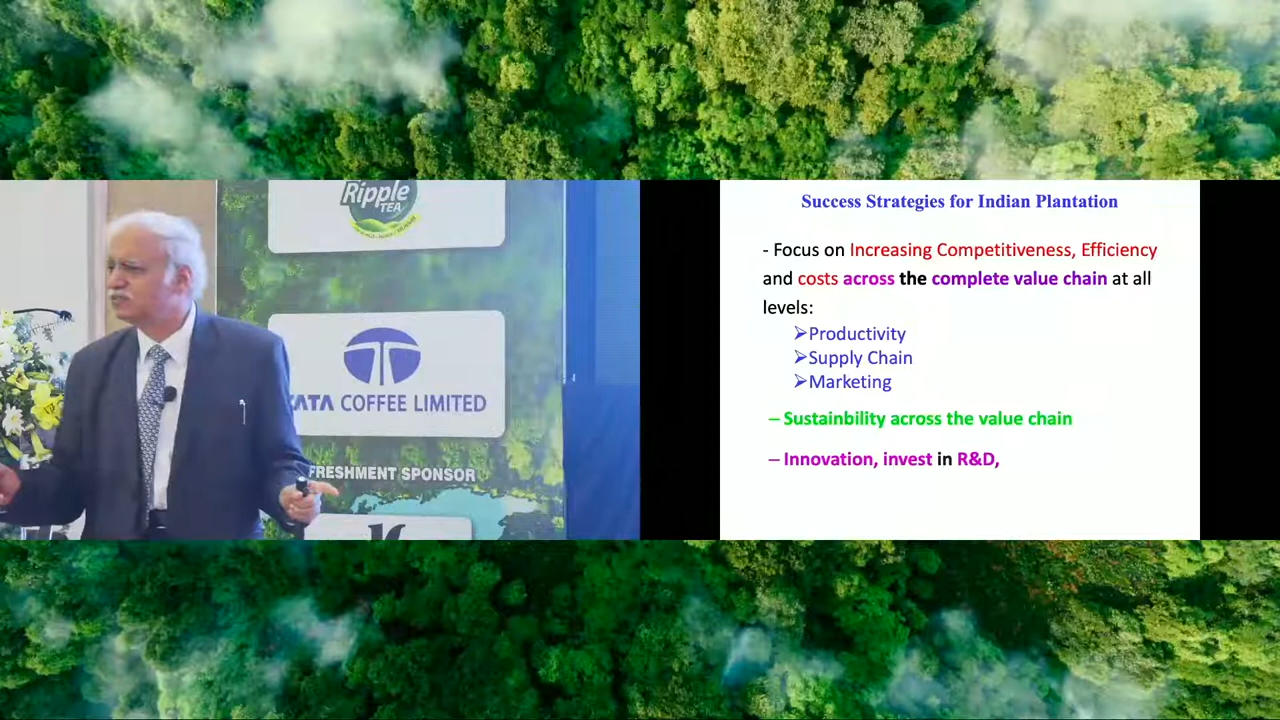 Ripple
TEA
TATA COFFEE LIMITED
FRESHMENT SPONSOR
Success Strategies for Indian Plantation
- Focus on Increasing Competitiveness, Efficiency
and costs across the complete value chain at all
levels:
➢Productivity
➢Supply Chain
➢Marketing
– Sustainbility across the value chain
– Innovation, invest in R&D,